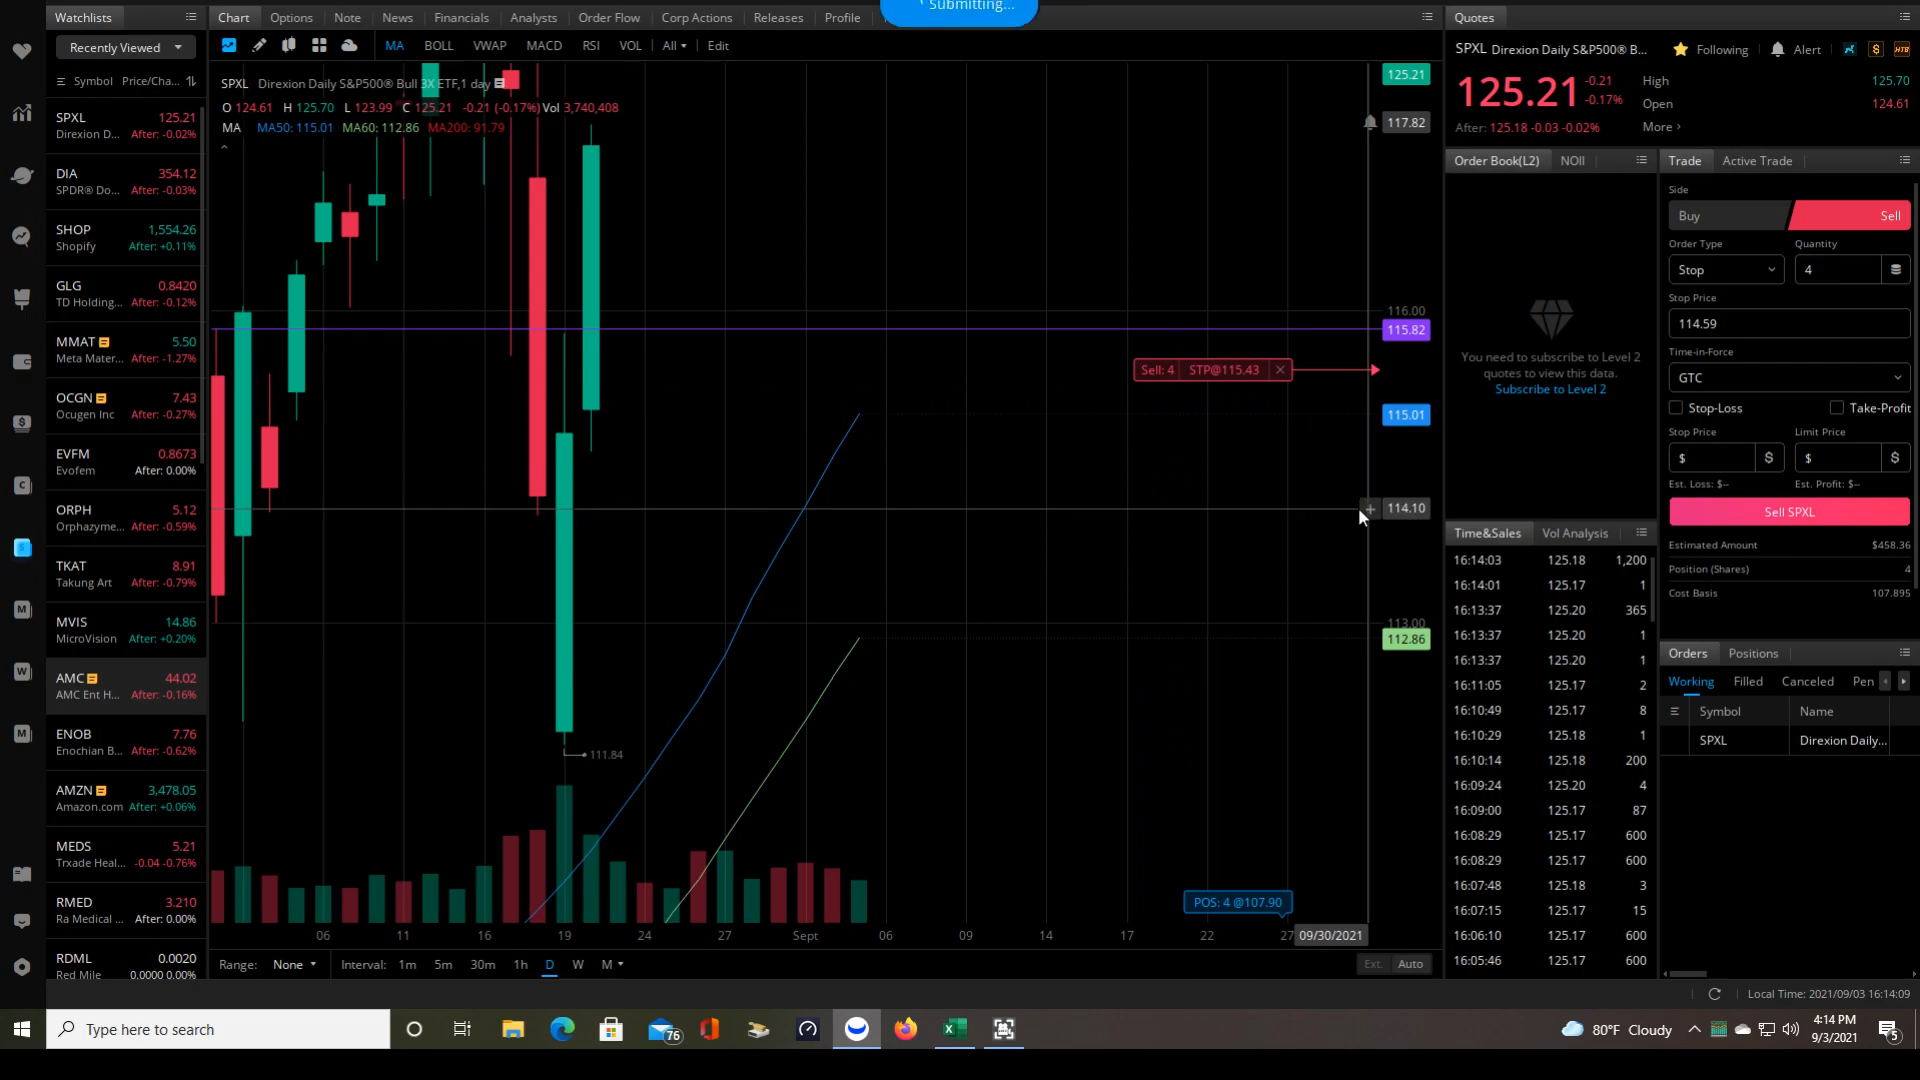 Submitting...
Watchlists
Recently Viewed
Symbol Price/Cha...
SPXL 125.21
Direxion D... After: -0.02%
DIA 354.12
SPDR® Do... After: -0.03%
SHOP 1,554.26
Shopify After: +0.11%
GLG 0.8420
TD Holding... After: -0.12%
MMAT 5.50
Meta Mater... After: -1.27%
OCGN 7.43
Ocugen Inc After: -0.27%
EVFM 0.8673
Evofem After: 0.00%
ORPH 5.12
Orphazyme... After: -0.59%
TKAT 8.91
Takung Art After: -0.79%
MVIS 14.86
MicroVision After: +0.20%
AMC 44.02
AMC Ent H... After: -0.16%
ENOB 7.76
Enochian B... After: -0.62%
AMZN 3,478.05
Amazon.com After: +0.06%
MEDS 5.21
Trxade Heal... -0.04 -0.76%
RMED 3.210
Ra Medical ... After: 0.00%
RDML 0.0020
Red Mile 0.0000 0.00%
Chart Options Note News Financials Analysts Order Flow Corp Actions Releases Profile
MA BOLL VWAP MACD RSI VOL All Edit
SPXL Direxion Daily S&P500® Bull 3X ETF,1 day
O 124.61 H 125.70 L 123.99 C 125.21 -0.21 (-0.17%) Vol 3,740,408
MA MA50: 115.01 MA60: 112.86 MA200: 91.79
125.21
117.82
116.00
115.82
Sell: 4 STP@115.43
115.01
114.10
113.00
112.86
111.84
POS: 4 @107.90
06 11 16 19 24 27 Sept 06 09 14 17 22 27 09/30/2021
Range: None Interval: 1m 5m 30m 1h D W M Ext. Auto
Quotes
SPXL Direxion Daily S&P500® B... Following Alert
HTB
125.21 -0.21 -0.17%
High 125.70
Open 124.61
More
After: 125.18 -0.03 -0.02%
Order Book(L2) NOII
You need to subscribe to Level 2
quotes to view this data.
Subscribe to Level 2
Time&Sales Vol Analysis
16:14:03 125.18 1,200
16:14:01 125.17 1
16:13:37 125.20 365
16:13:37 125.20 1
16:13:37 125.20 1
16:11:05 125.17 2
16:10:49 125.17 8
16:10:29 125.18 1
16:10:14 125.18 200
16:09:24 125.20 4
16:09:00 125.17 87
16:08:29 125.17 600
16:08:29 125.17 600
16:07:48 125.18 3
16:07:15 125.17 15
16:06:10 125.17 600
16:05:46 125.17 600
Trade Active Trade
Side
Buy Sell
Order Type Quantity
Stop 4
Stop Price
114.59
Time-in-Force
GTC
Stop-Loss Take-Profit
Stop Price Limit Price
$ $ $ $
Est. Loss: $-- Est. Profit: $--
Sell SPXL
Estimated Amount $458.36
Position (Shares) 4
Cost Basis 107.895
Orders Positions
Working Filled Canceled Pen
Symbol Name
SPXL Direxion Daily...
Local Time: 2021/09/03 16:14:09
Type here to search
76
80°F Cloudy
4:14 PM
9/3/2021
5
C
S
M
W
M